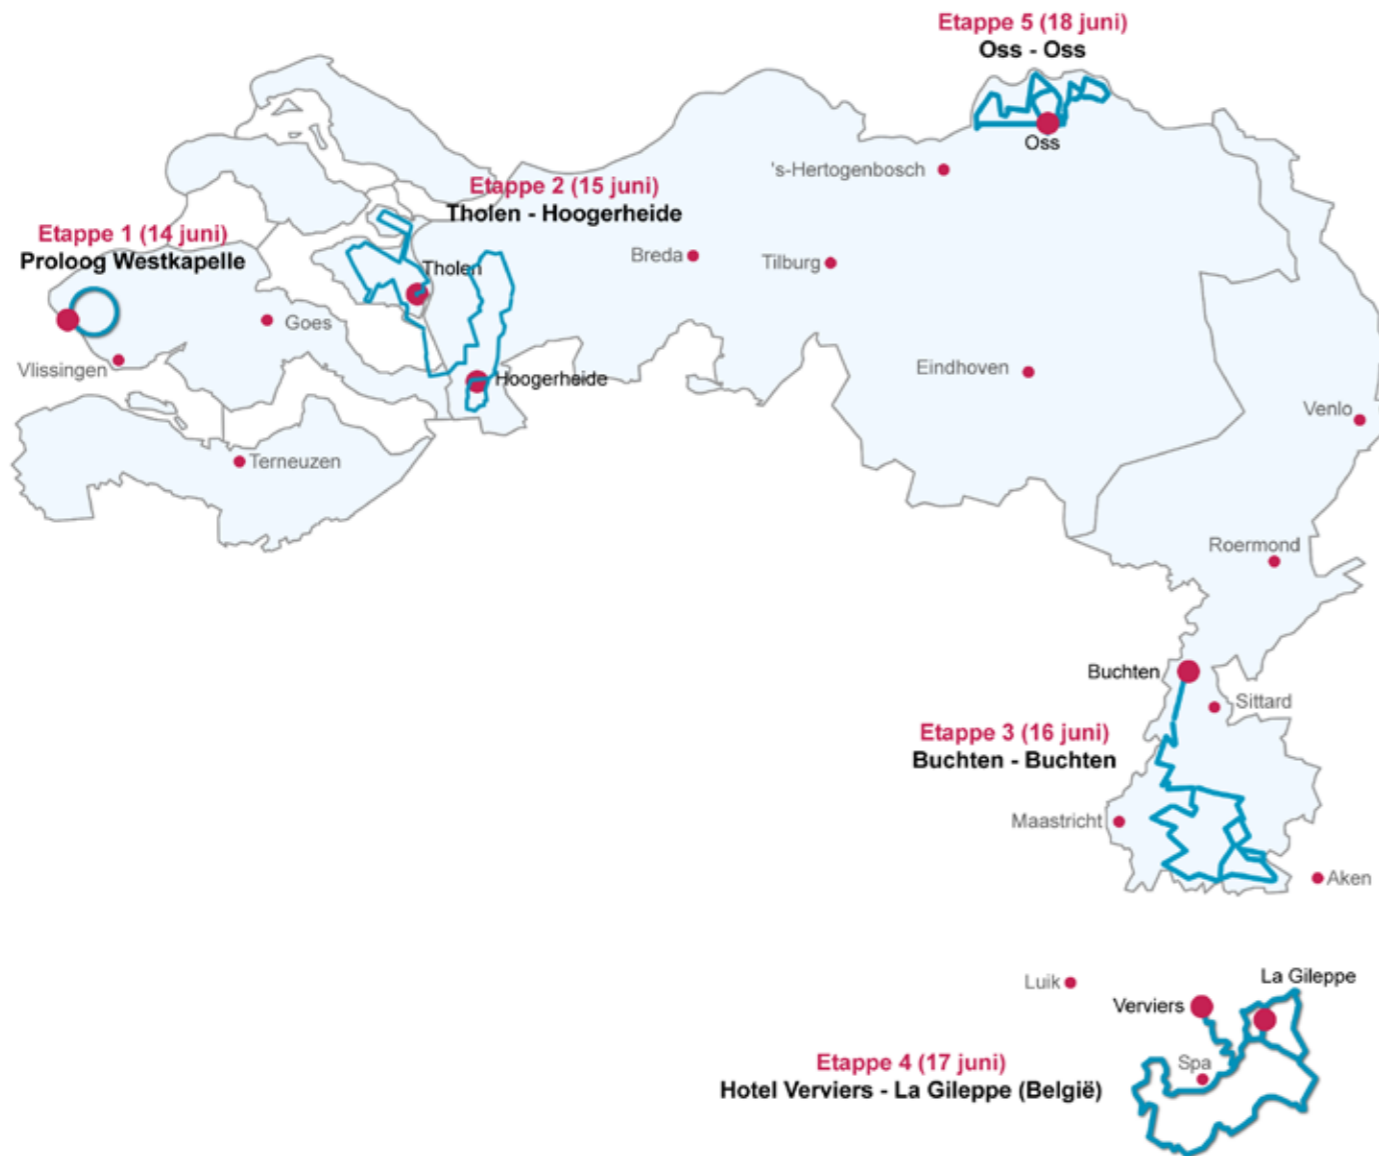 Etappe 5 (18 juni)
Oss - Oss
Oss
's-Hertogenbosch
Etappe 2 (15 juni)
Tholen - Hoogerheide
Etappe 1 (14 juni)
Proloog Westkapelle
Breda
Tilburg
Tholen
Goes
Vlissingen
Hoogerheide
Eindhoven
Venlo
Terneuzen
Roermond
Buchten
Sittard
Etappe 3 (16 juni)
Buchten - Buchten
Maastricht
Aken
La Gileppe
Luik
Verviers
Etappe 4 (17 juni)
Spa
Hotel Verviers - La Gileppe (België)